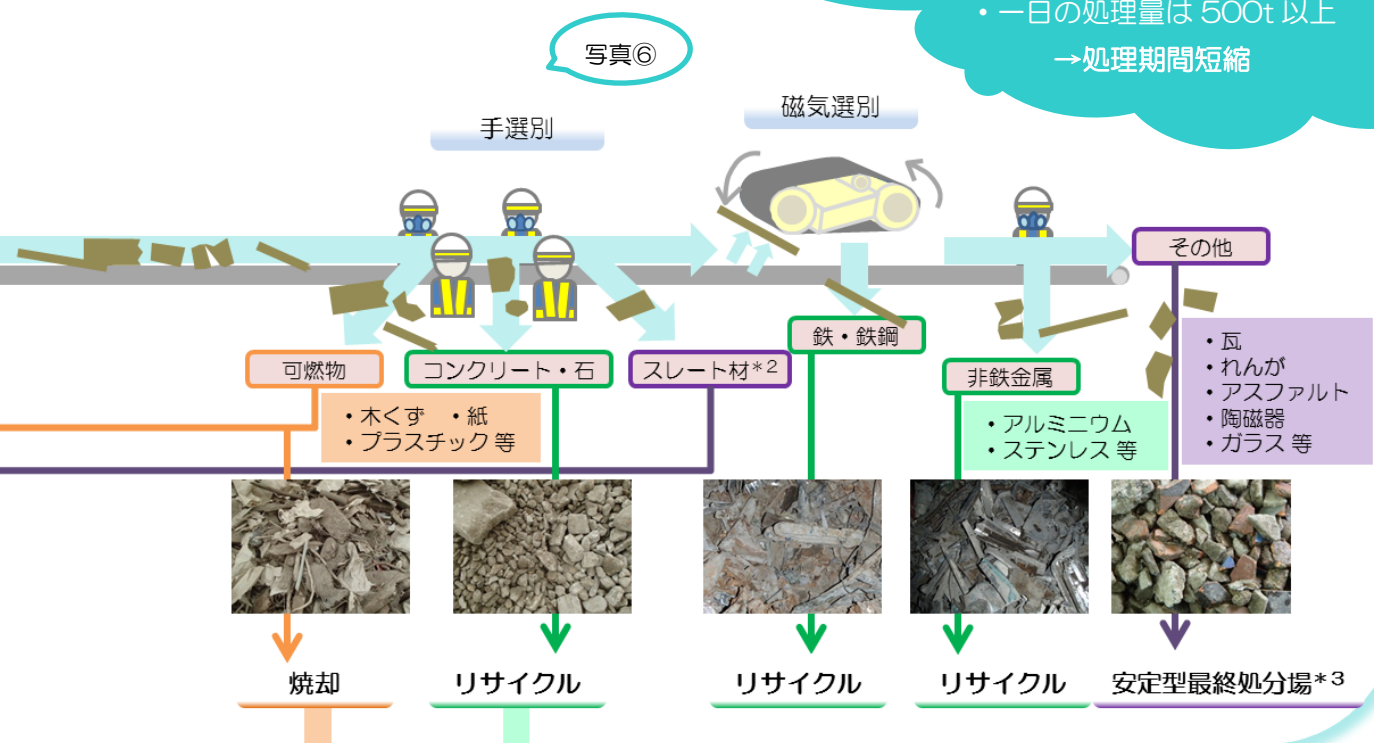 ・一日の処理量は500t以上
→処理期間短縮
写真⑥
手選別
磁気選別
その他
可燃物
コンクリート・石
スレート材*2
鉄・鉄鋼
非鉄金属
・木くず ・紙
・プラスチック 等
・アルミニウム
・ステンレス 等
・瓦
・れんが
・アスファルト
・陶磁器
・ガラス 等
焼却
リサイクル
リサイクル
リサイクル
安定型最終処分場*3